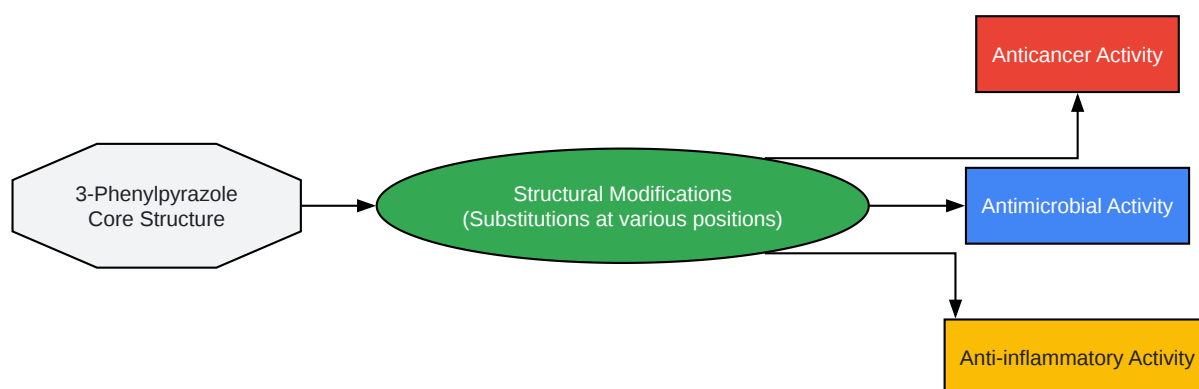 3-Phenylpyrazole
Core Structure
Structural Modifications
(Substitutions at various positions)
Anticancer Activity
Antimicrobial Activity
Anti-inflammatory Activity